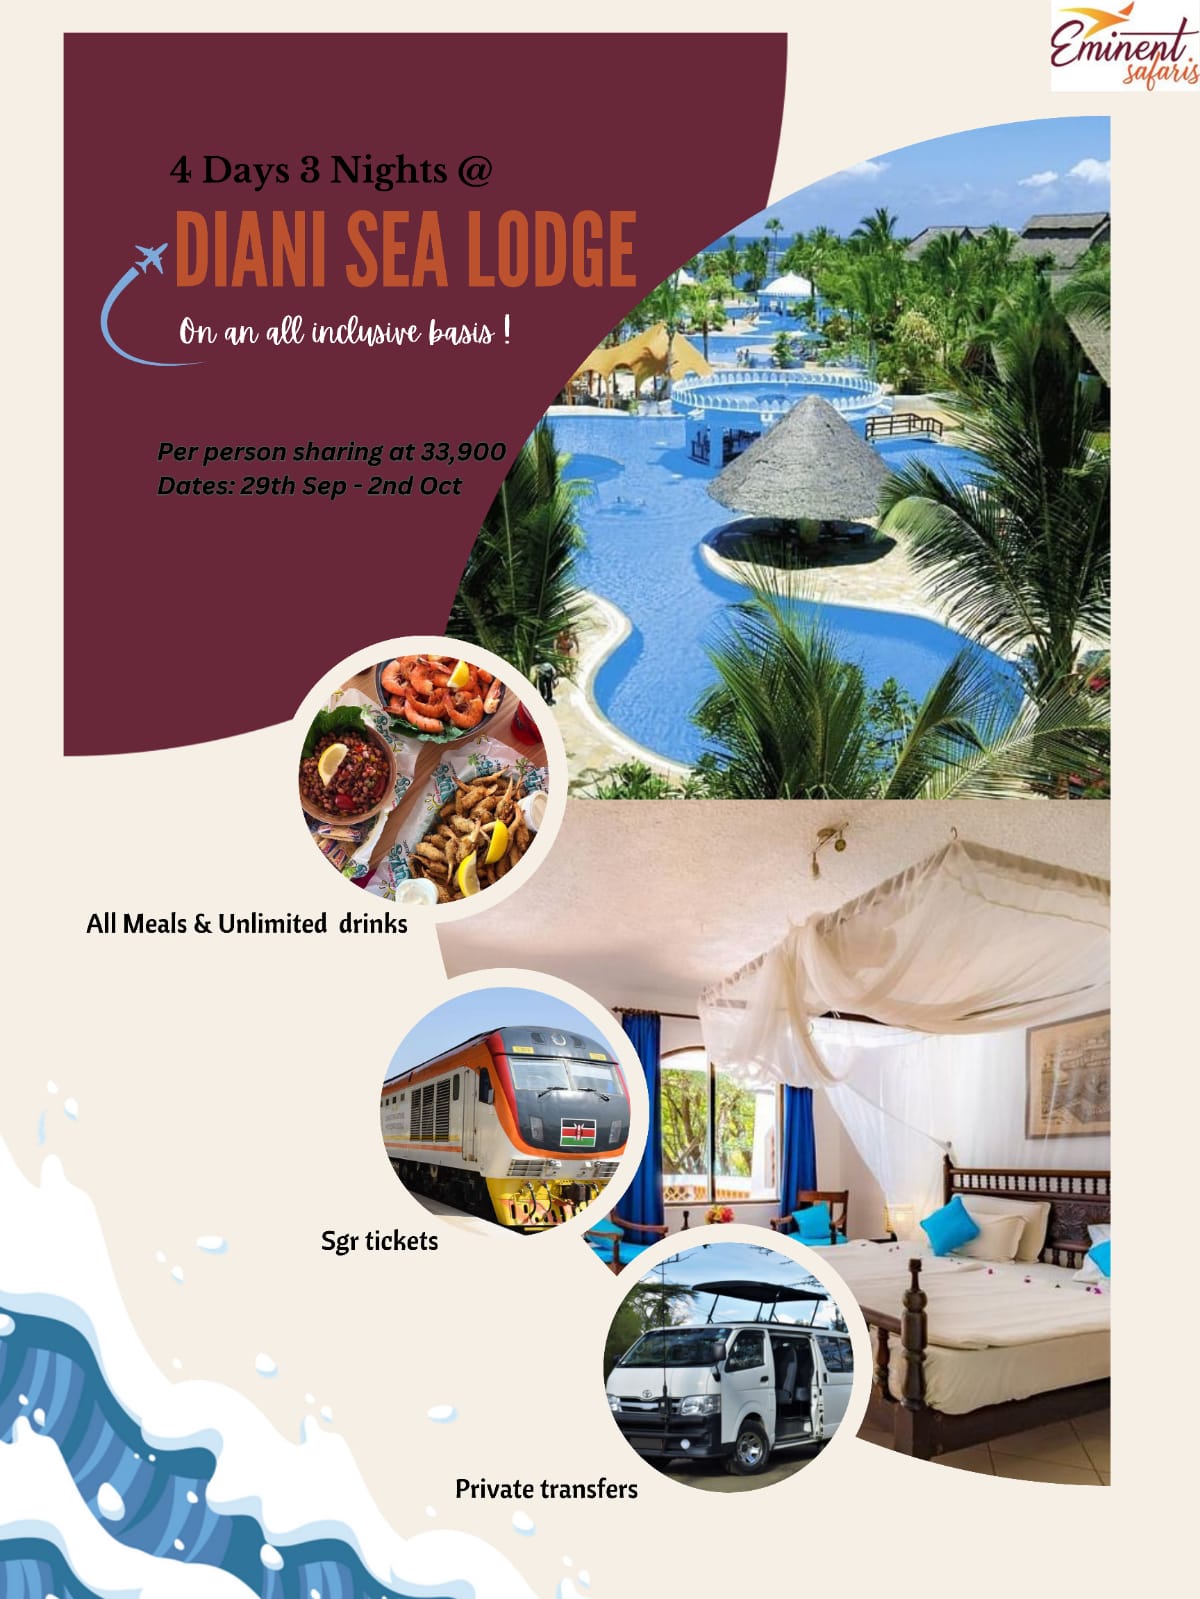 Eminent
safaris
4 Days 3 Nights @
DIANI SEA LODGE
On an all inclusive basis !
Per person sharing at 33,900
Dates: 29th Sep - 2nd Oct
All Meals & Unlimited drinks
Sgr tickets
Private transfers